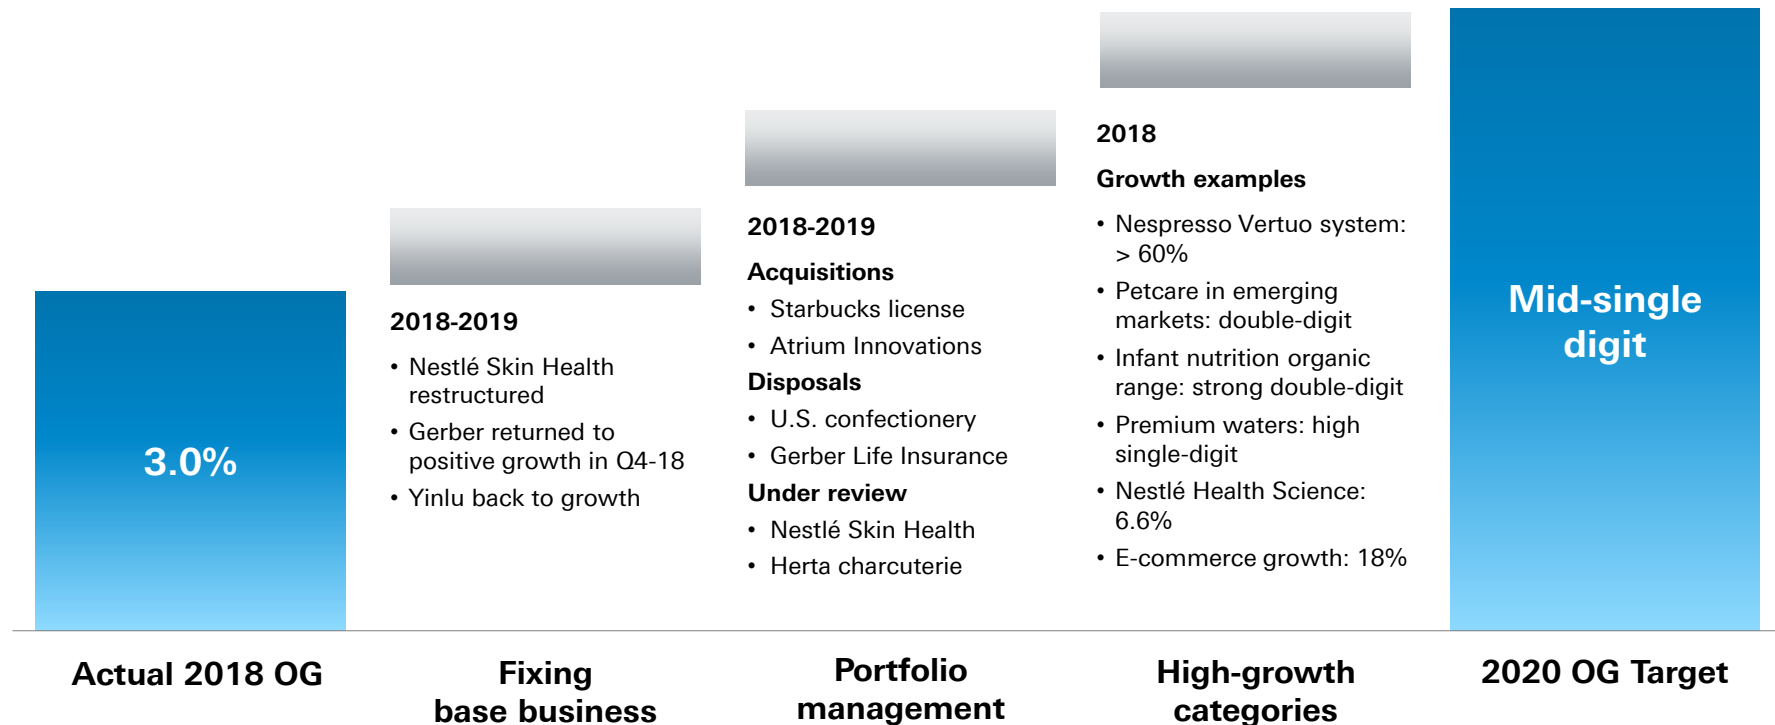 3.0%
Actual 2018 OG
2018-2019
• Nestlé Skin Health
restructured
• Gerber returned to
positive growth in Q4-18
• Yinlu back to growth
Fixing
base business
2018-2019
Acquisitions
• Starbucks license
• Atrium Innovations
Disposals
• U.S. confectionery
• Gerber Life Insurance
Under review
• Nestlé Skin Health
• Herta charcuterie
Portfolio
management
2018
Growth examples
• Nespresso Vertuo system:
> 60%
• Petcare in emerging
markets: double-digit
• Infant nutrition organic
range: strong double-digit
• Premium waters: high
single-digit
• Nestlé Health Science:
6.6%
• E-commerce growth: 18%
High-growth
categories
Mid-single
digit
2020 OG Target